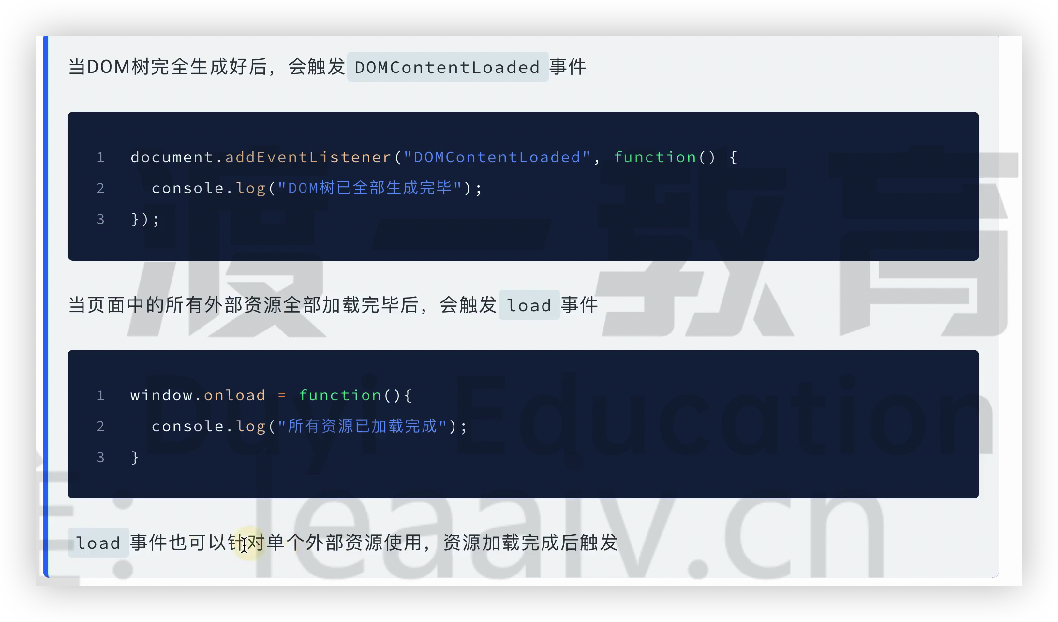 当DOM树完全生成好后，会触发 DOMContentLoaded 事件
1 document.addEventListener("DOMContentLoaded", function() {
2   console.log("DOM树已全部生成完毕");
3 });
当页面中的所有外部资源全部加载完毕后，会触发 load 事件
1 window.onload = function(){
2   console.log("所有资源已加载完成");
3 }
load 事件也可以针对单个外部资源使用，资源加载完成后触发
渡一教育
Duyi Education